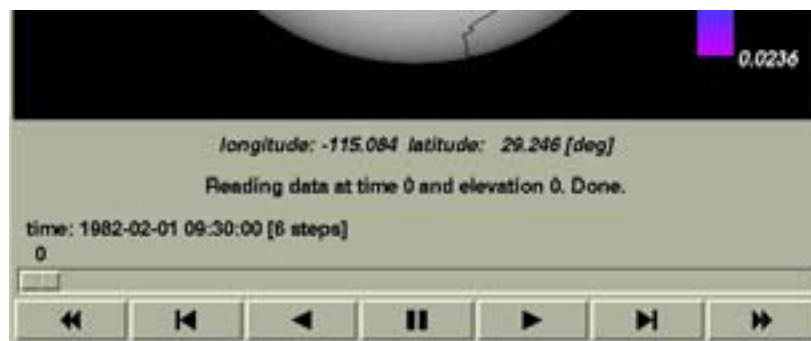 0.0236
longitude: -115.084 latitude: 29.246 [deg]
Reading data at time 0 and elevation 0. Done.
time: 1982-02-01 09:30:00 [6 steps]
0